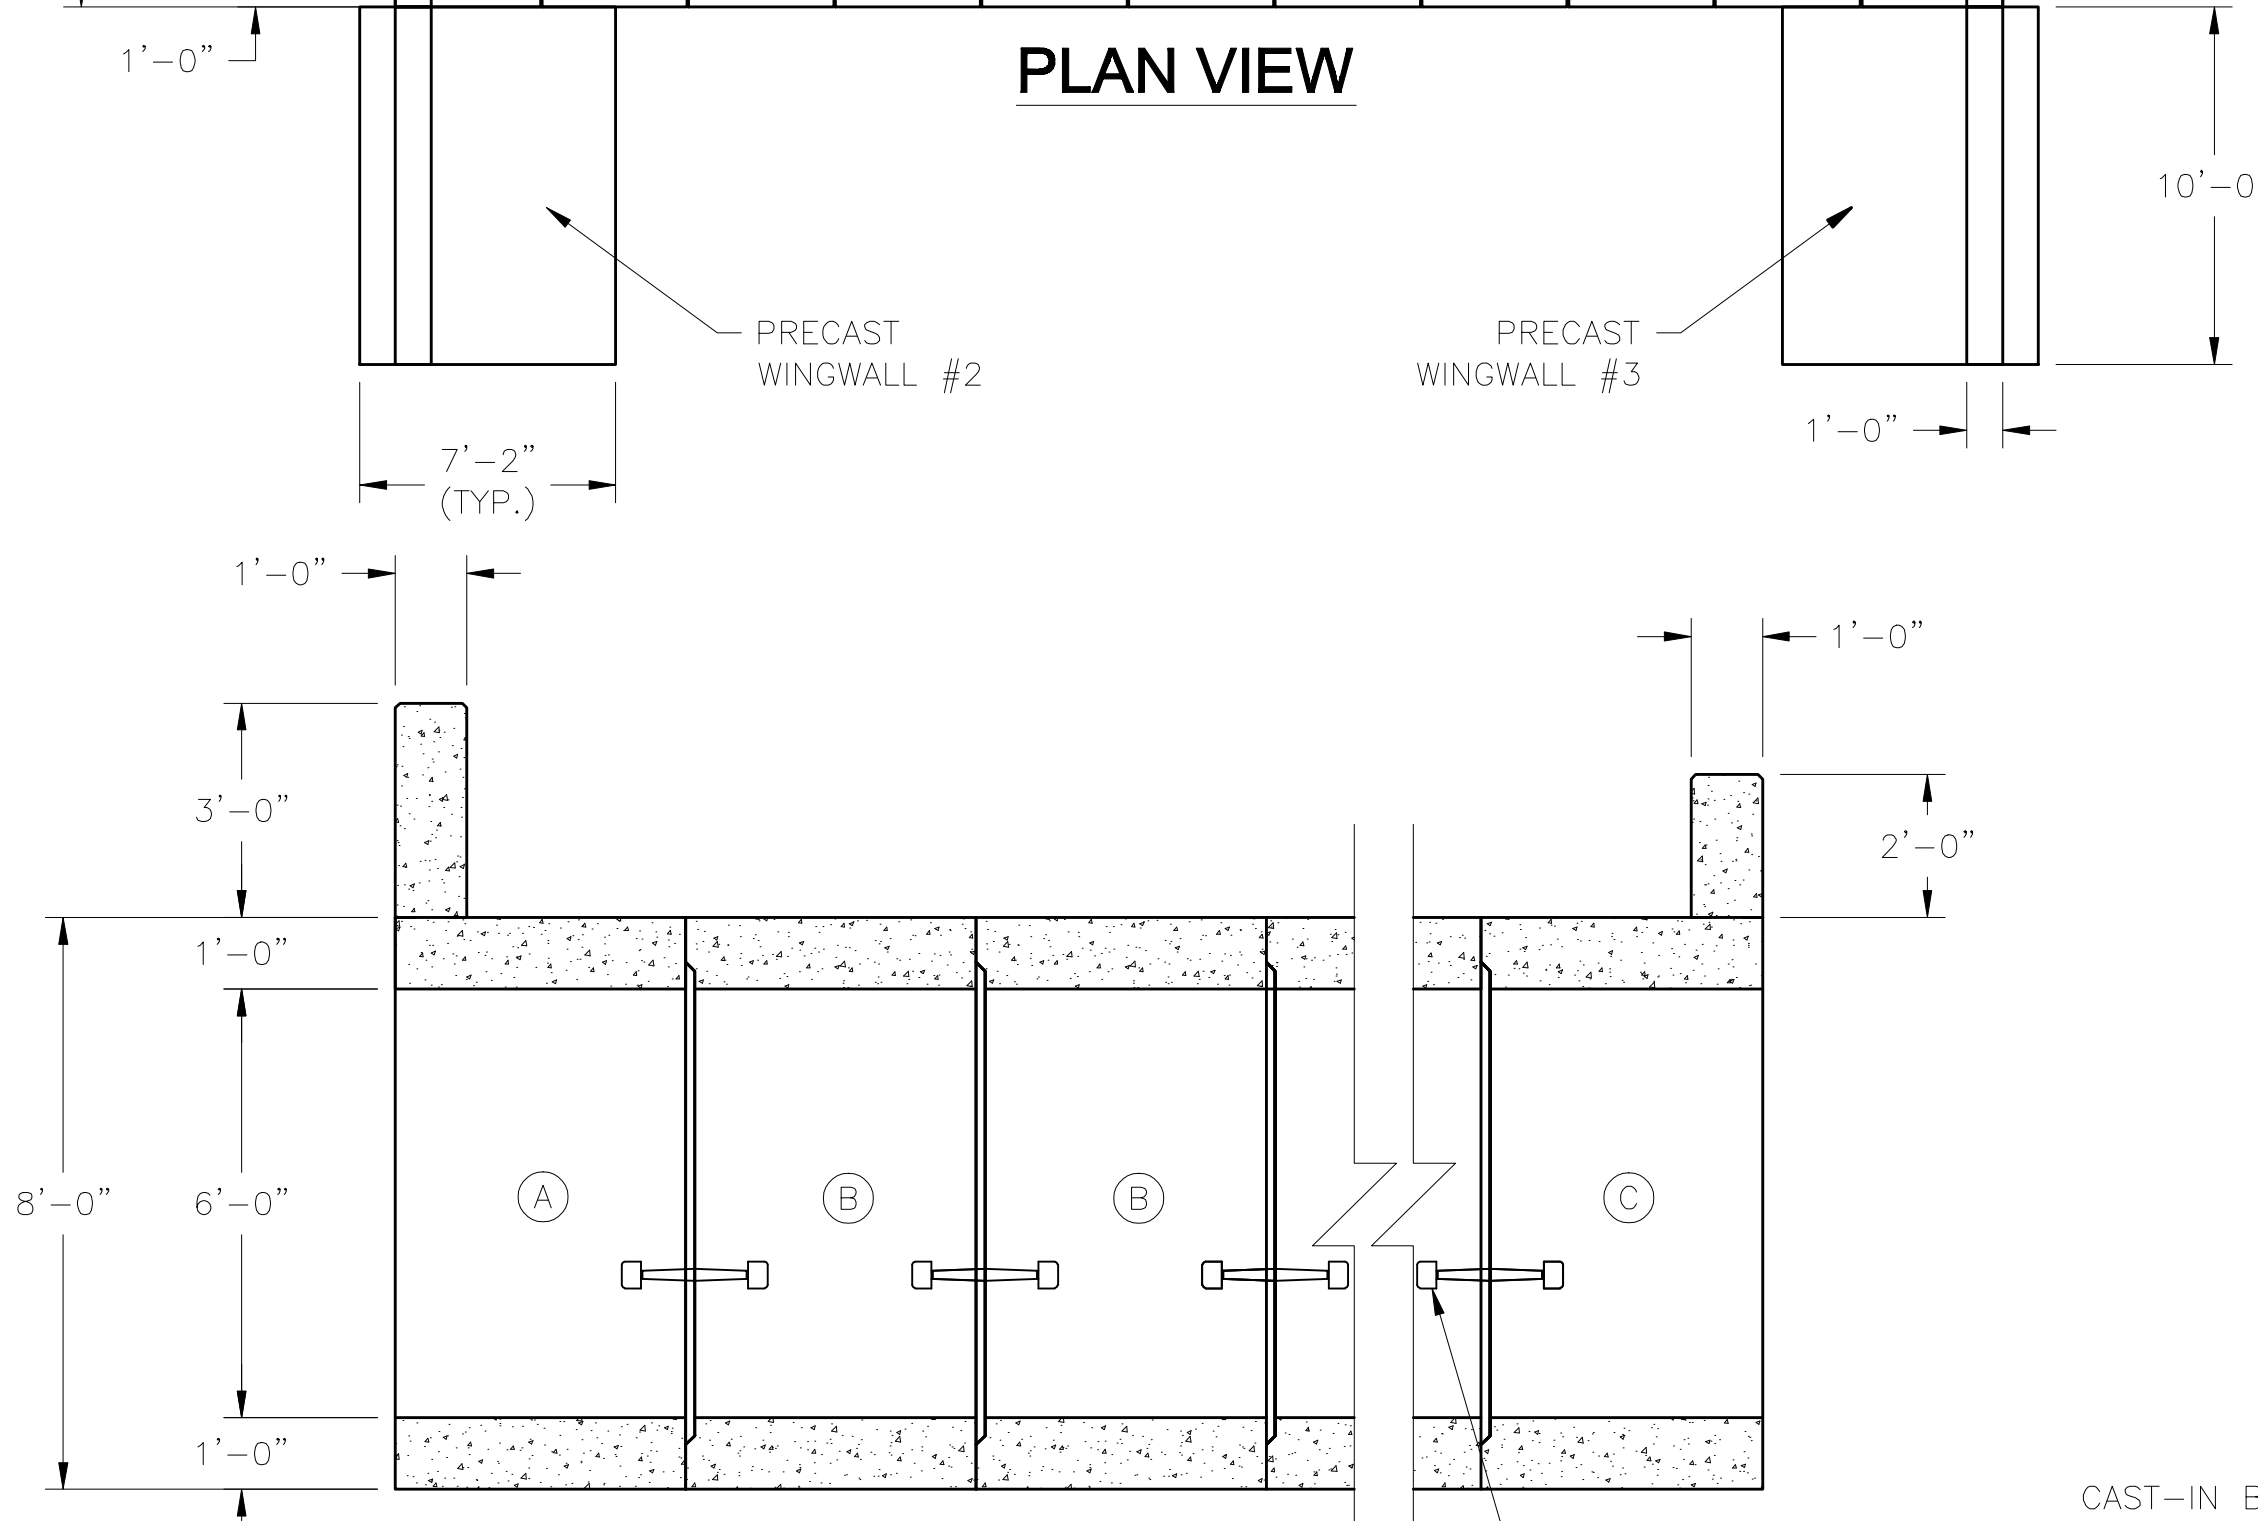 1'-0"
PLAN VIEW
10'-0
PRECAST
WINGWALL #2
PRECAST
WINGWALL #3
1'-0"
7'-2"
(TYP.)
1'-0"
1'-0"
3'-0"
2'-0"
1'-0"
8'-0"
6'-0"
A
B
B
C
1'-0"
CAST-IN B